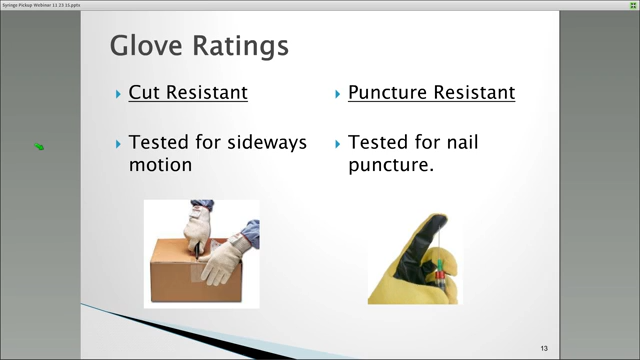 Syringe Pickup Webinar 11 23 15.pptx
Glove Ratings
Cut Resistant
Puncture Resistant
Tested for sideways
motion
Tested for nail
puncture.
13